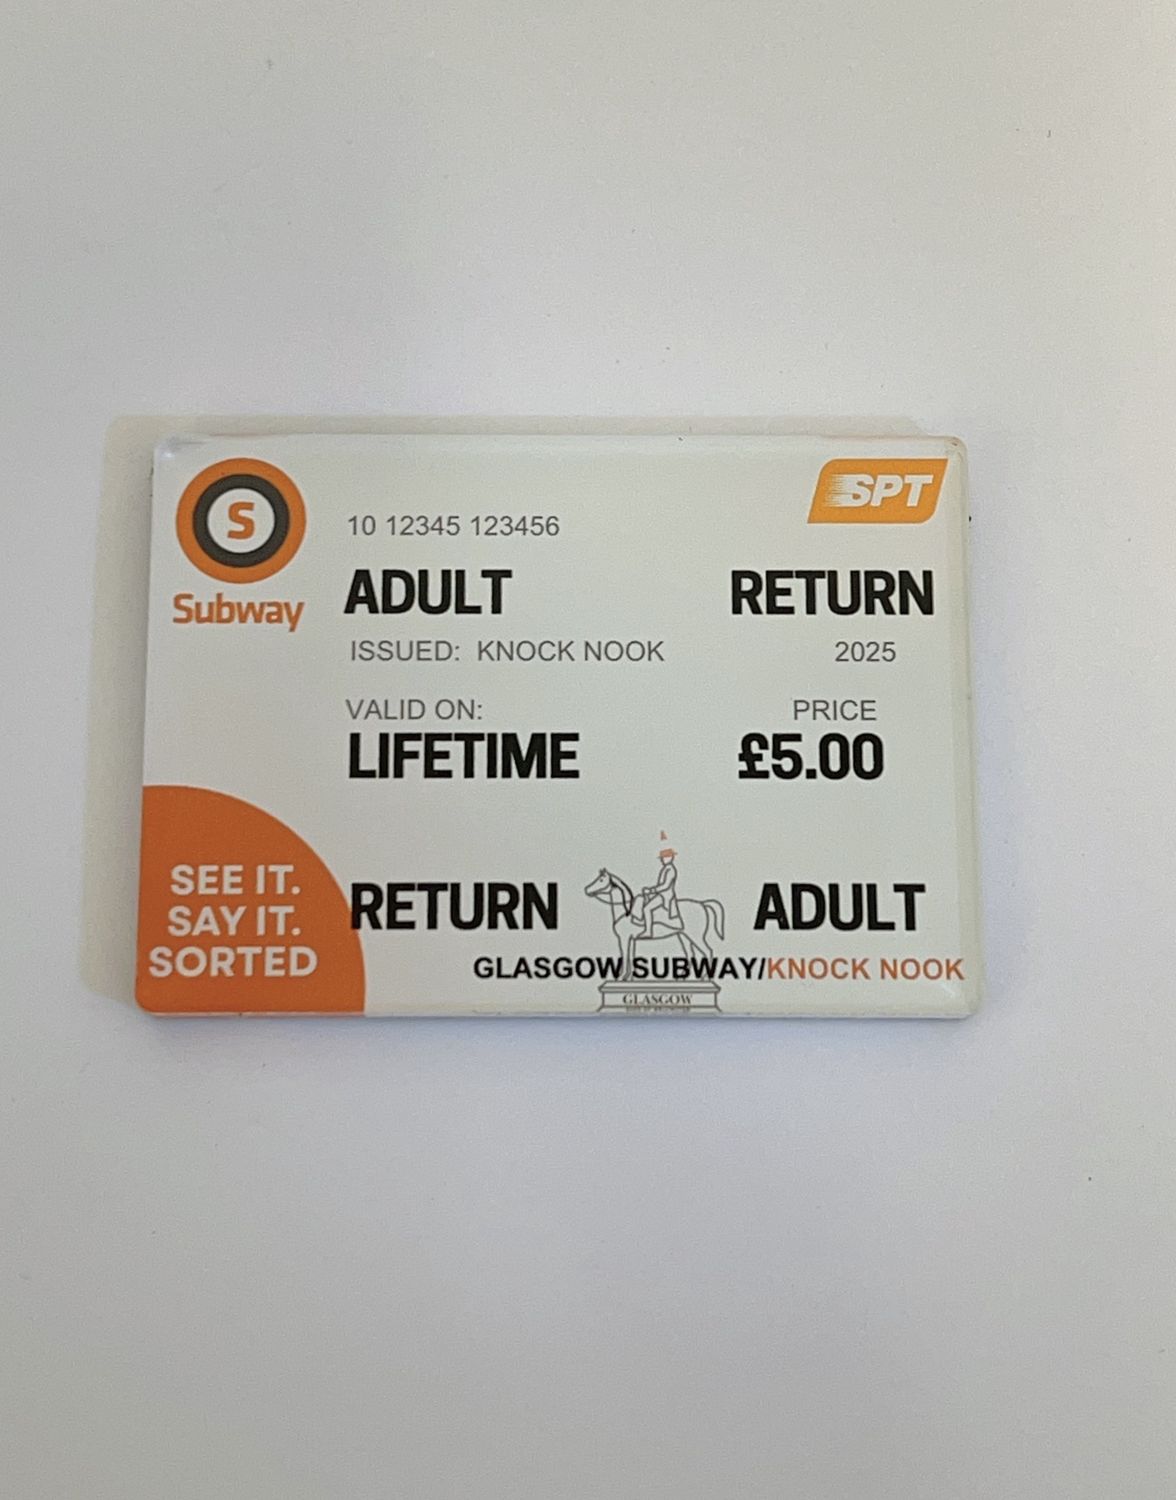 S
Subway
SPT
10 12345 123456
ADULT RETURN
ISSUED: KNOCK NOOK 2025
VALID ON: PRICE
LIFETIME £5.00
SEE IT.
SAY IT.
SORTED
RETURN ADULT
GLASGOW SUBWAY/KNOCK NOOK
GLASGOW